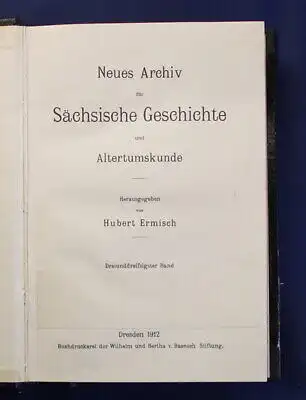 Neues Archiv
für
Sächsische Geschichte
und
Altertumskunde
Herausgegeben
von
Hubert Ermisch
Dreiunddreißigster Band
Dresden 1912
Buchdruckerei der Wilhelm und Bertha v. Baensch Stiftung.